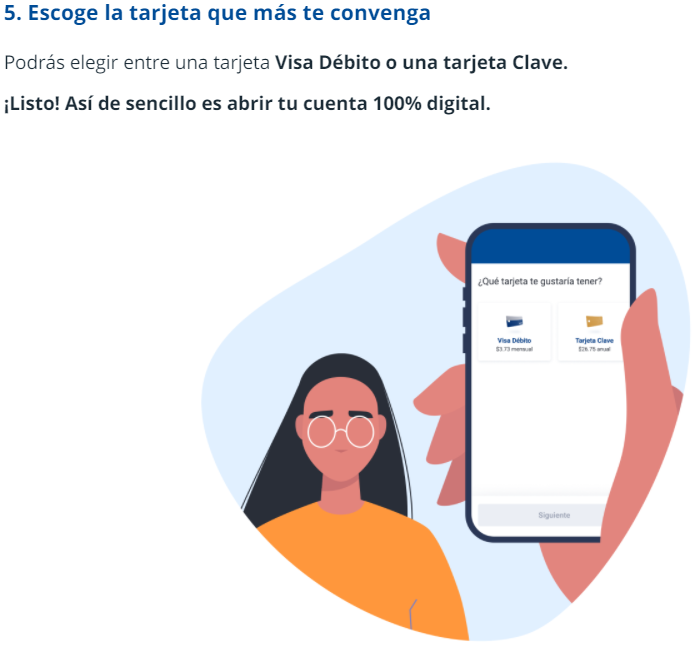 5. Escoge la tarjeta que más te convenga
Podrás elegir entre una tarjeta Visa Débito o una tarjeta Clave.
¡Listo! Así de sencillo es abrir tu cuenta 100% digital.
¿Qué tarjeta te gustaría tener?
Visa Débito
$3.73 mensual
Tarjeta Clave
$26.75 anual
Siguiente